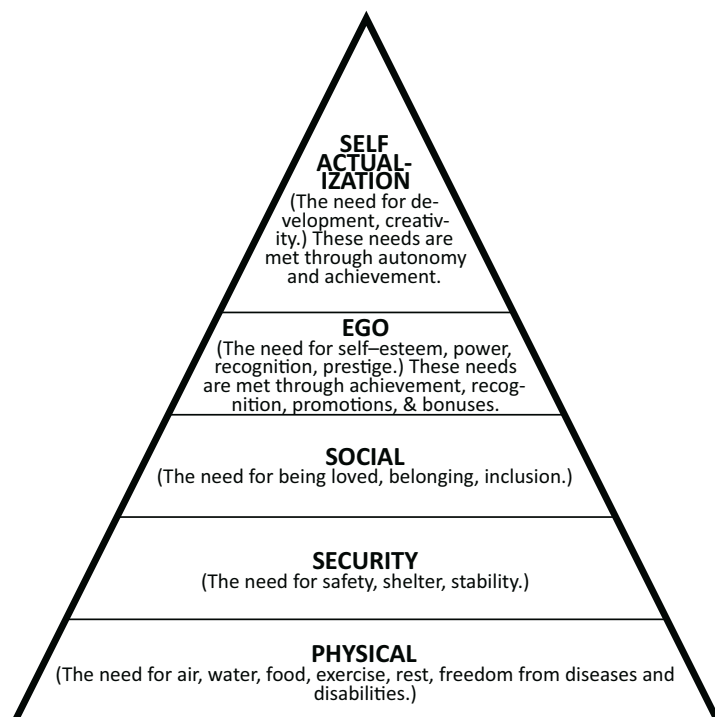 SELF
ACTUAL-
IZATION
(The need for de-
velopment, creativ-
ity.) These needs are
met through autonomy
and achievement.
EGO
(The need for self–esteem, power,
recognition, prestige.) These needs
are met through achievement, recog-
nition, promotions, & bonuses.
SOCIAL
(The need for being loved, belonging, inclusion.)
SECURITY
(The need for safety, shelter, stability.)
PHYSICAL
(The need for air, water, food, exercise, rest, freedom from diseases and
disabilities.)